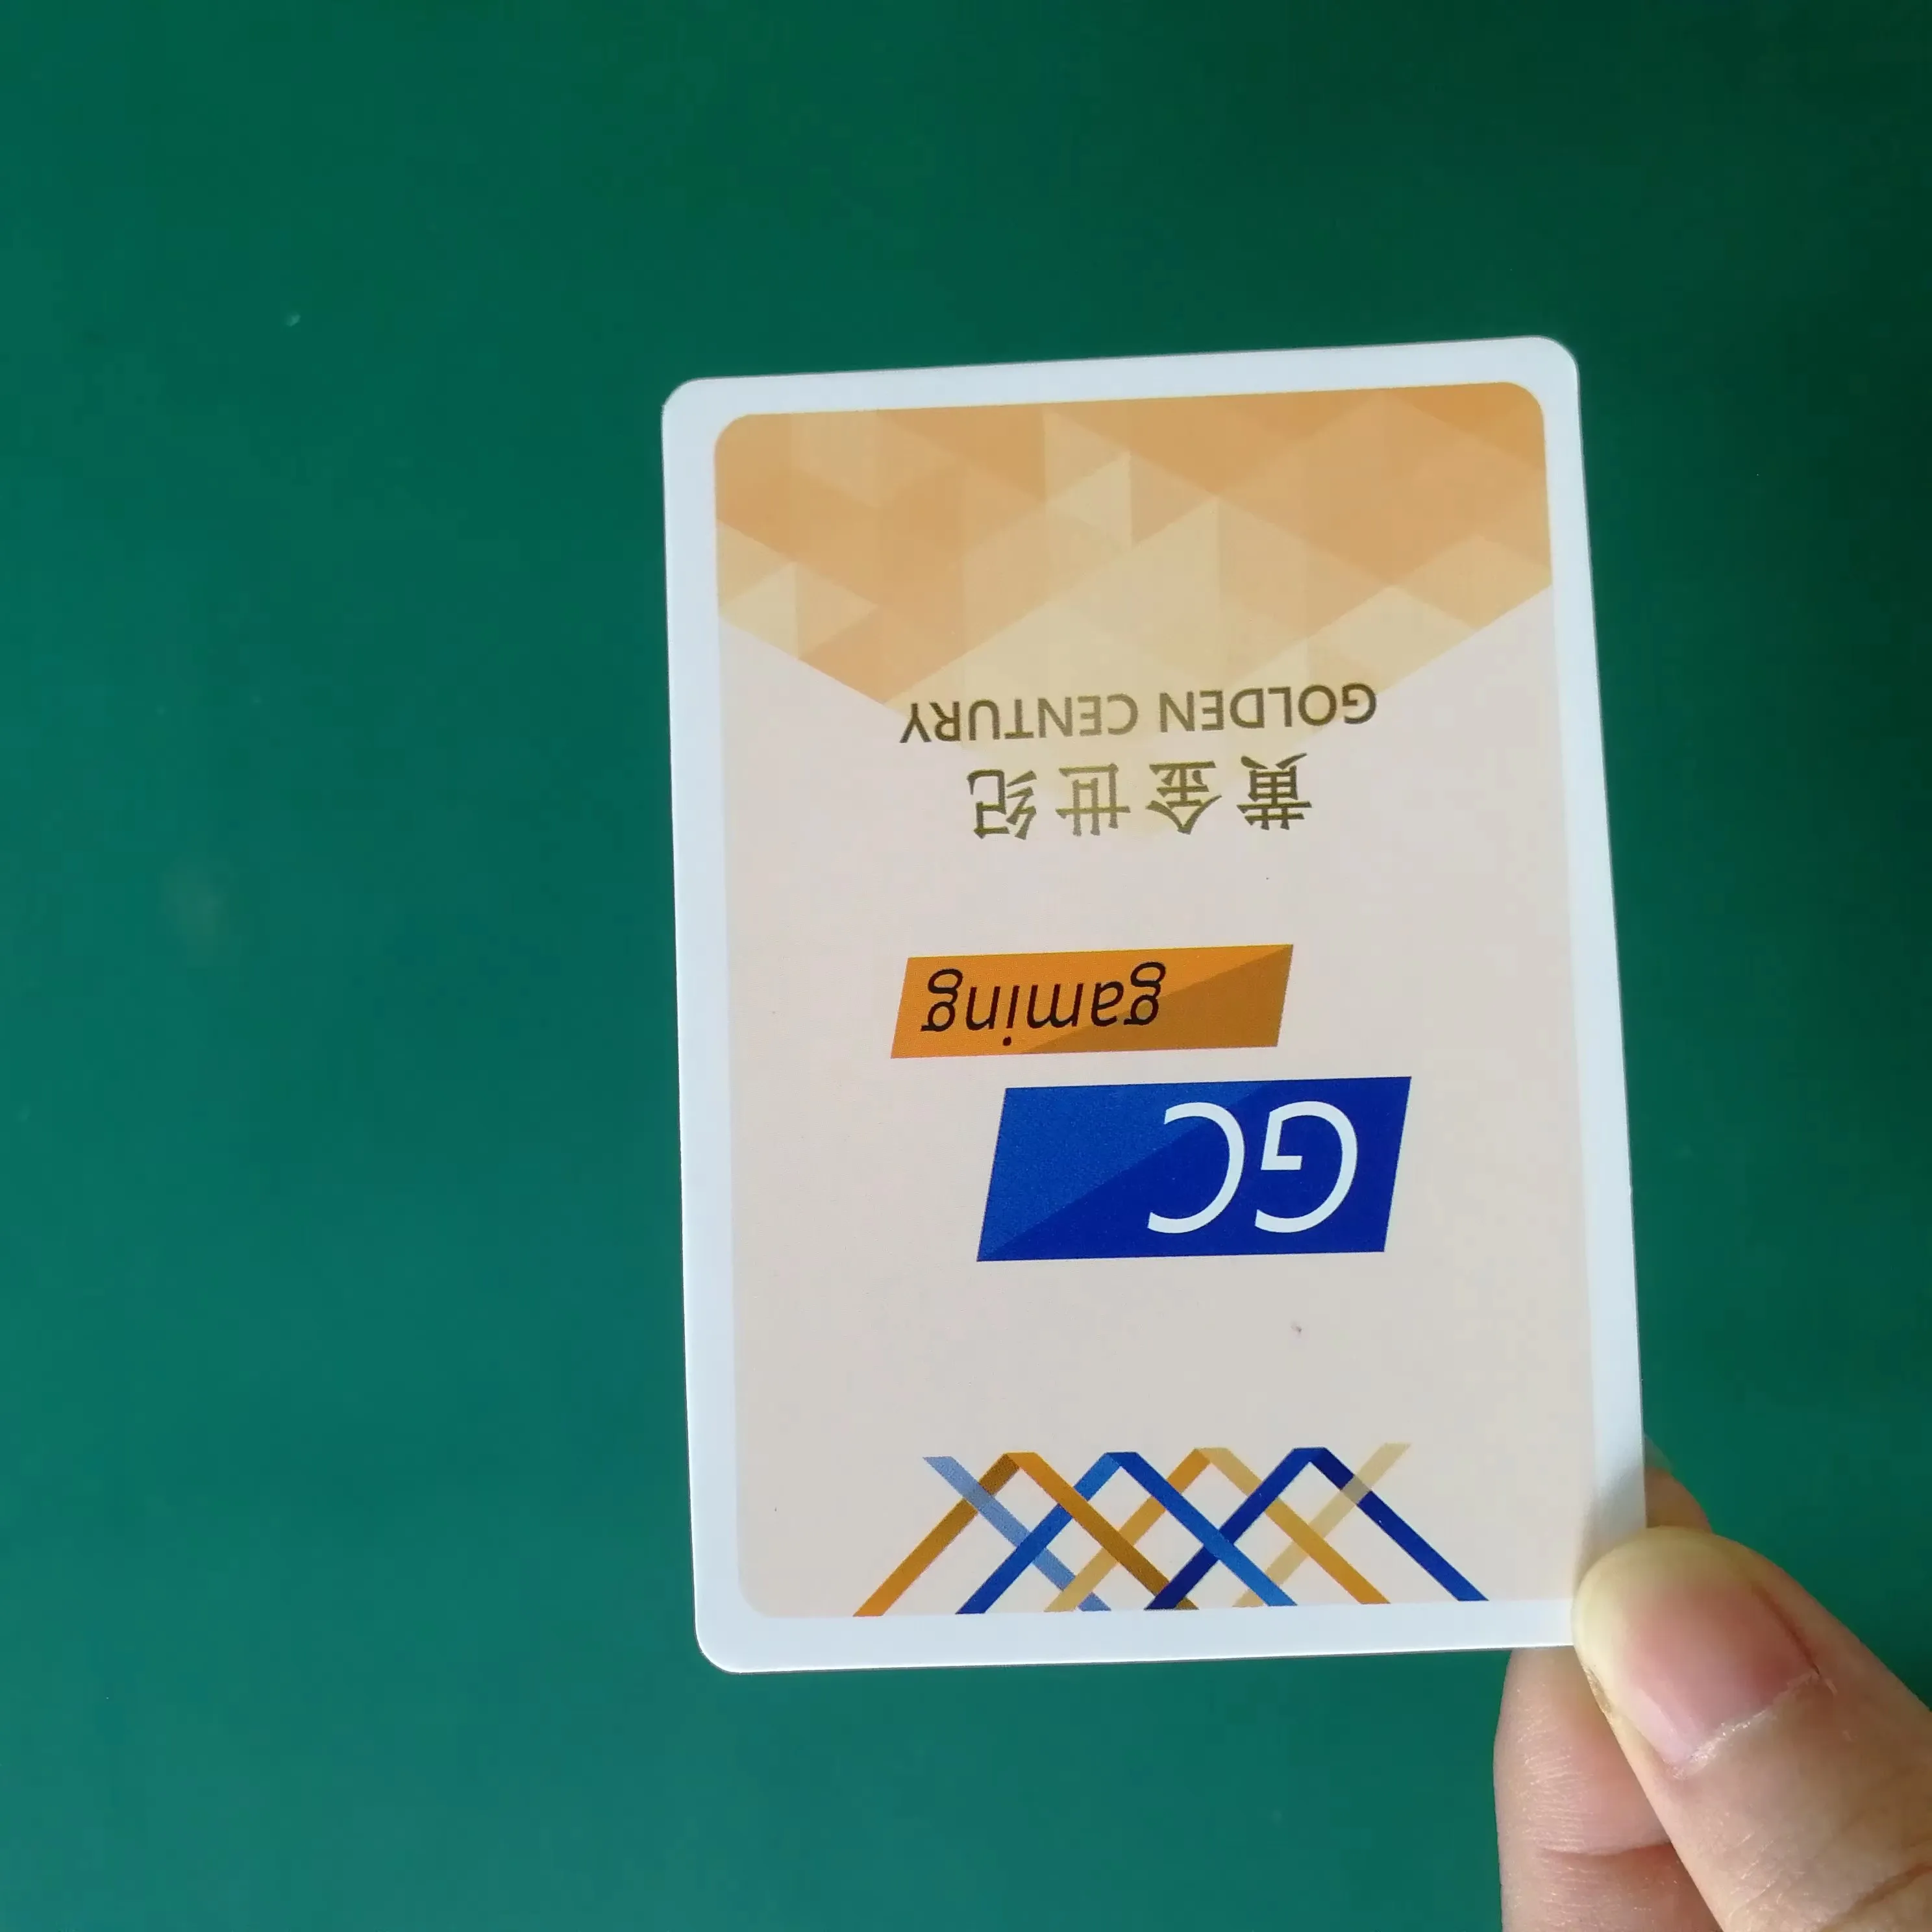 GC
gaming
黄金世纪
GOLDEN CENTURY